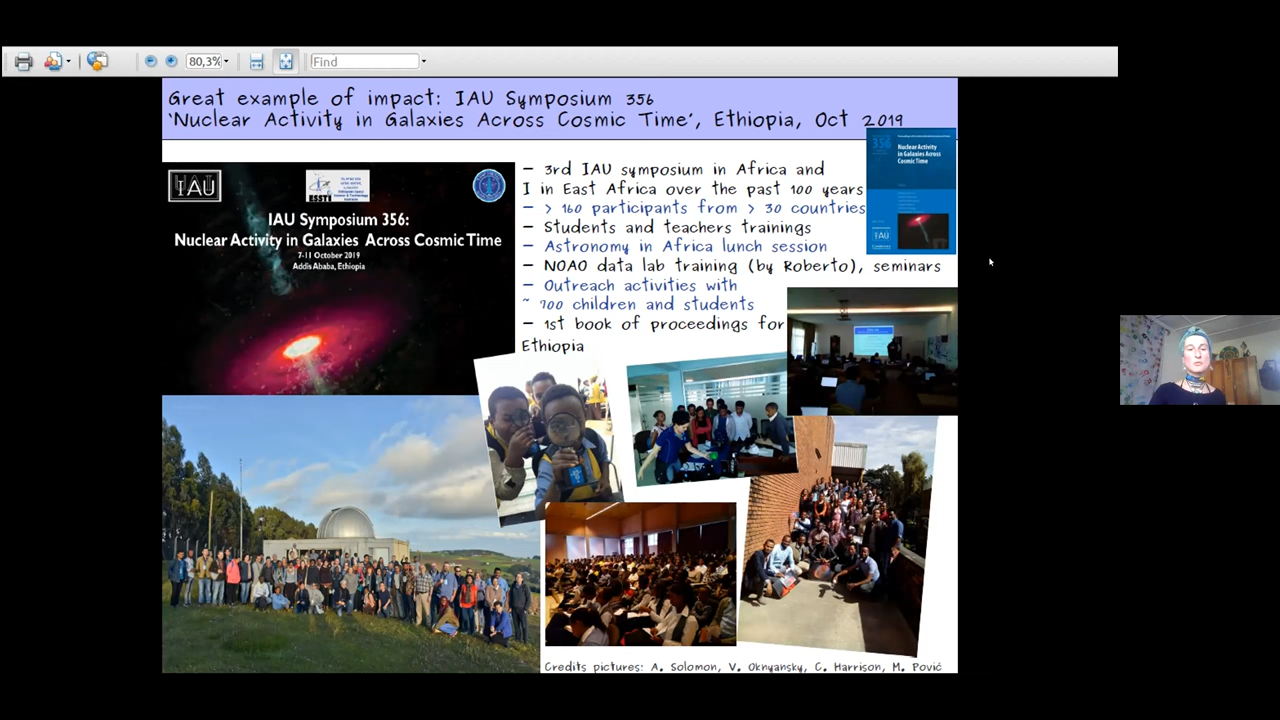 80,3%
Find
Great example of impact: IAU Symposium 356
'Nuclear Activity in Galaxies Across Cosmic Time', Ethiopia, Oct 2019
356
Nuclear Activity
in Galaxies Across
Cosmic Time
IAU
IAU
ESSTI
IAU Symposium 356:
Nuclear Activity in Galaxies Across Cosmic Time
7-11 October 2019
Addis Ababa, Ethiopia
- 3rd IAU symposium in Africa and
I in East Africa over the past 100 years
- > 160 participants from > 30 countries
- Students and teachers trainings
- Astronomy in Africa lunch session
- NOAO data lab training (by Roberto), seminars
- Outreach activities with
~ 900 children and students
- 1st book of proceedings for
Ethiopia
Credits pictures: A. Solomon, V. Oknyansky, C. Harrison, M. Pović